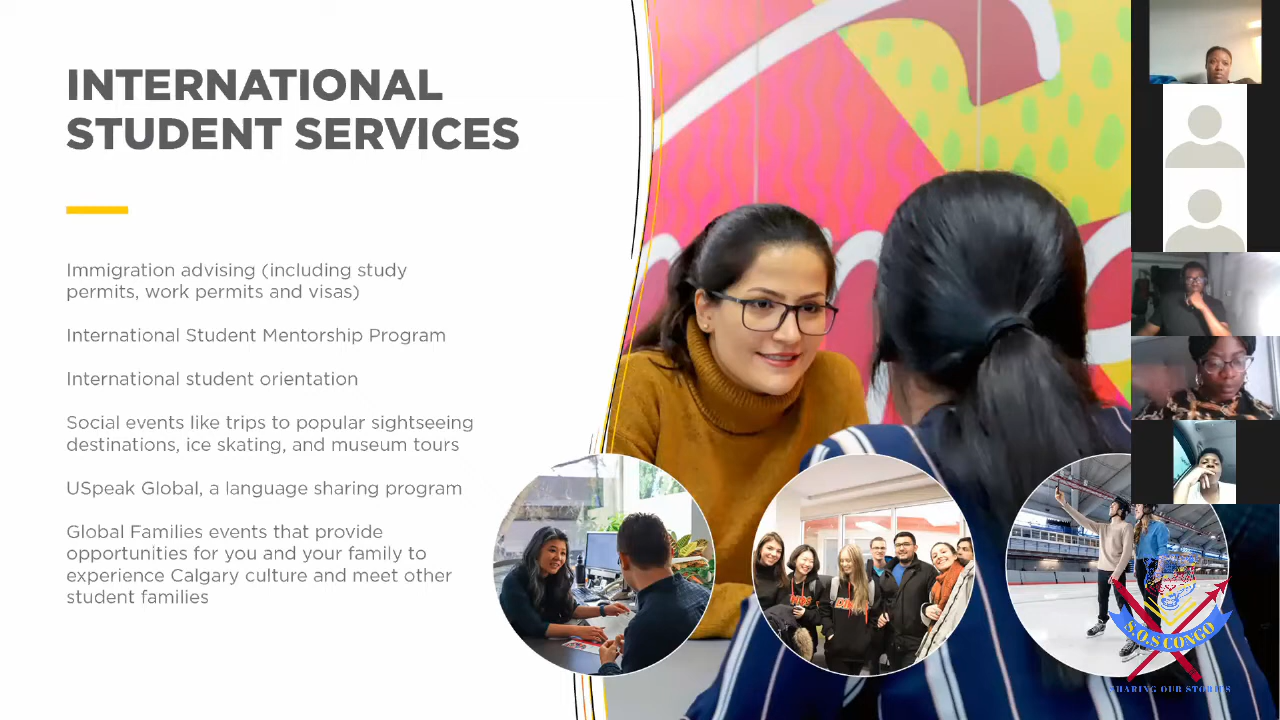 INTERNATIONAL
STUDENT SERVICES
Immigration advising (including study
permits, work permits and visas)
International Student Mentorship Program
International student orientation
Social events like trips to popular sightseeing
destinations, ice skating, and museum tours
USpeak Global, a language sharing program
Global Families events that provide
opportunities for you and your family to
experience Calgary culture and meet other
student families
S.O.S CONGO
SHARING OUR STORIES